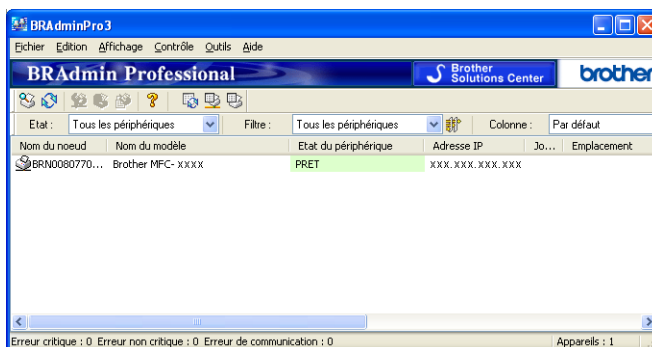 BRAdminPro3
Fichier Edition Affichage Contrôle Outils Aide
BRAdmin Professional Brother Solutions Center brother
Etat : Tous les périphériques Filtre : Tous les périphériques Colonne : Par défaut
Nom du noeud Nom du modèle Etat du périphérique Adresse IP Jo... Emplacement
BRN0080770... Brother MFC- XXXX PRET XXX.XXX.XXX.XXX
Erreur critique : 0 Erreur non critique : 0 Erreur de communication : 0 Appareils : 1